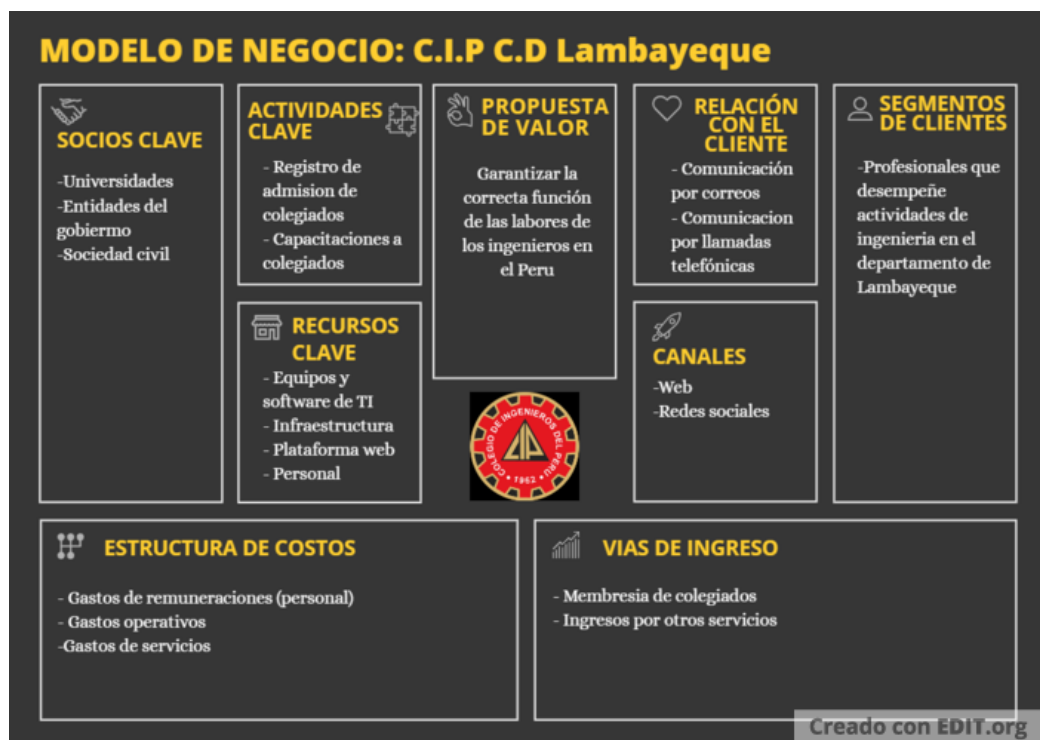 MODELO DE NEGOCIO: C.I.P C.D Lambayeque
SOCIOS CLAVE
-Universidades
-Entidades del
gobiermo
-Sociedad civil
ACTIVIDADES
CLAVE
- Registro de
admision de
colegiados
- Capacitaciones a
colegiados
RECURSOS
CLAVE
- Equipos y
software de TI
- Infraestructura
- Plataforma web
- Personal
PROPUESTA
DE VALOR
Garantizar la
correcta función
de las labores de
los ingenieros en
el Peru
COLEGIO DE INGENIEROS DEL PERU
CIP
• 1962 •
RELACIÓN
CON EL
CLIENTE
- Comunicación
por correos
- Comunicacion
por llamadas
telefónicas
CANALES
-Web
-Redes sociales
SEGMENTOS
DE CLIENTES
-Profesionales que
desempeñe
actividades de
ingenieria en el
departamento de
Lambayeque
ESTRUCTURA DE COSTOS
- Gastos de remuneraciones (personal)
- Gastos operativos
-Gastos de servicios
VIAS DE INGRESO
- Membresia de colegiados
- Ingresos por otros servicios
Creado con EDIT.org